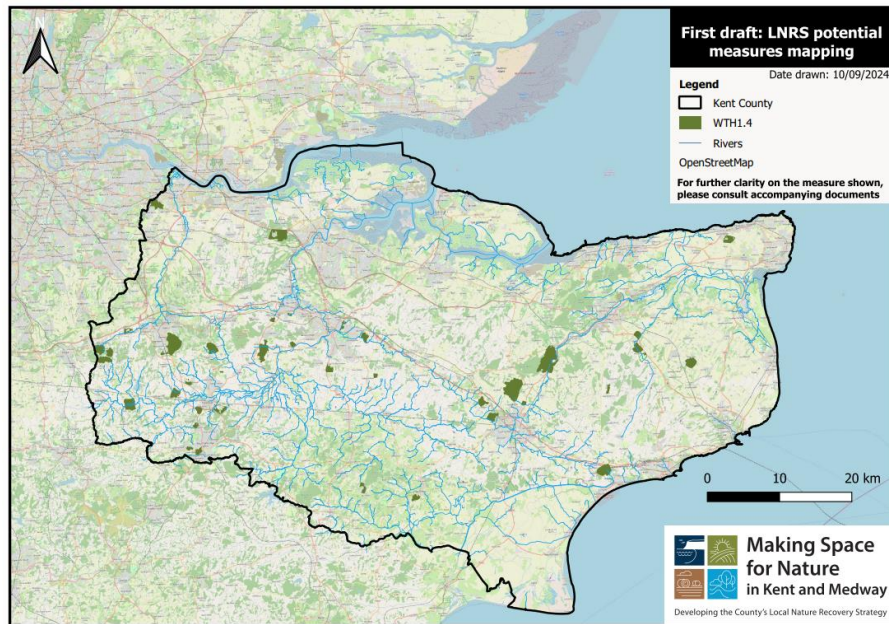 First draft: LNRS potential
measures mapping
Date drawn: 10/09/2024
Legend
Kent County
WTH1.4
Rivers
OpenStreetMap
For further clarity on the measure shown,
please consult accompanying documents
0
10
20 km
Making Space
for Nature
in Kent and Medway
Developing the County's Local Nature Recovery Strategy